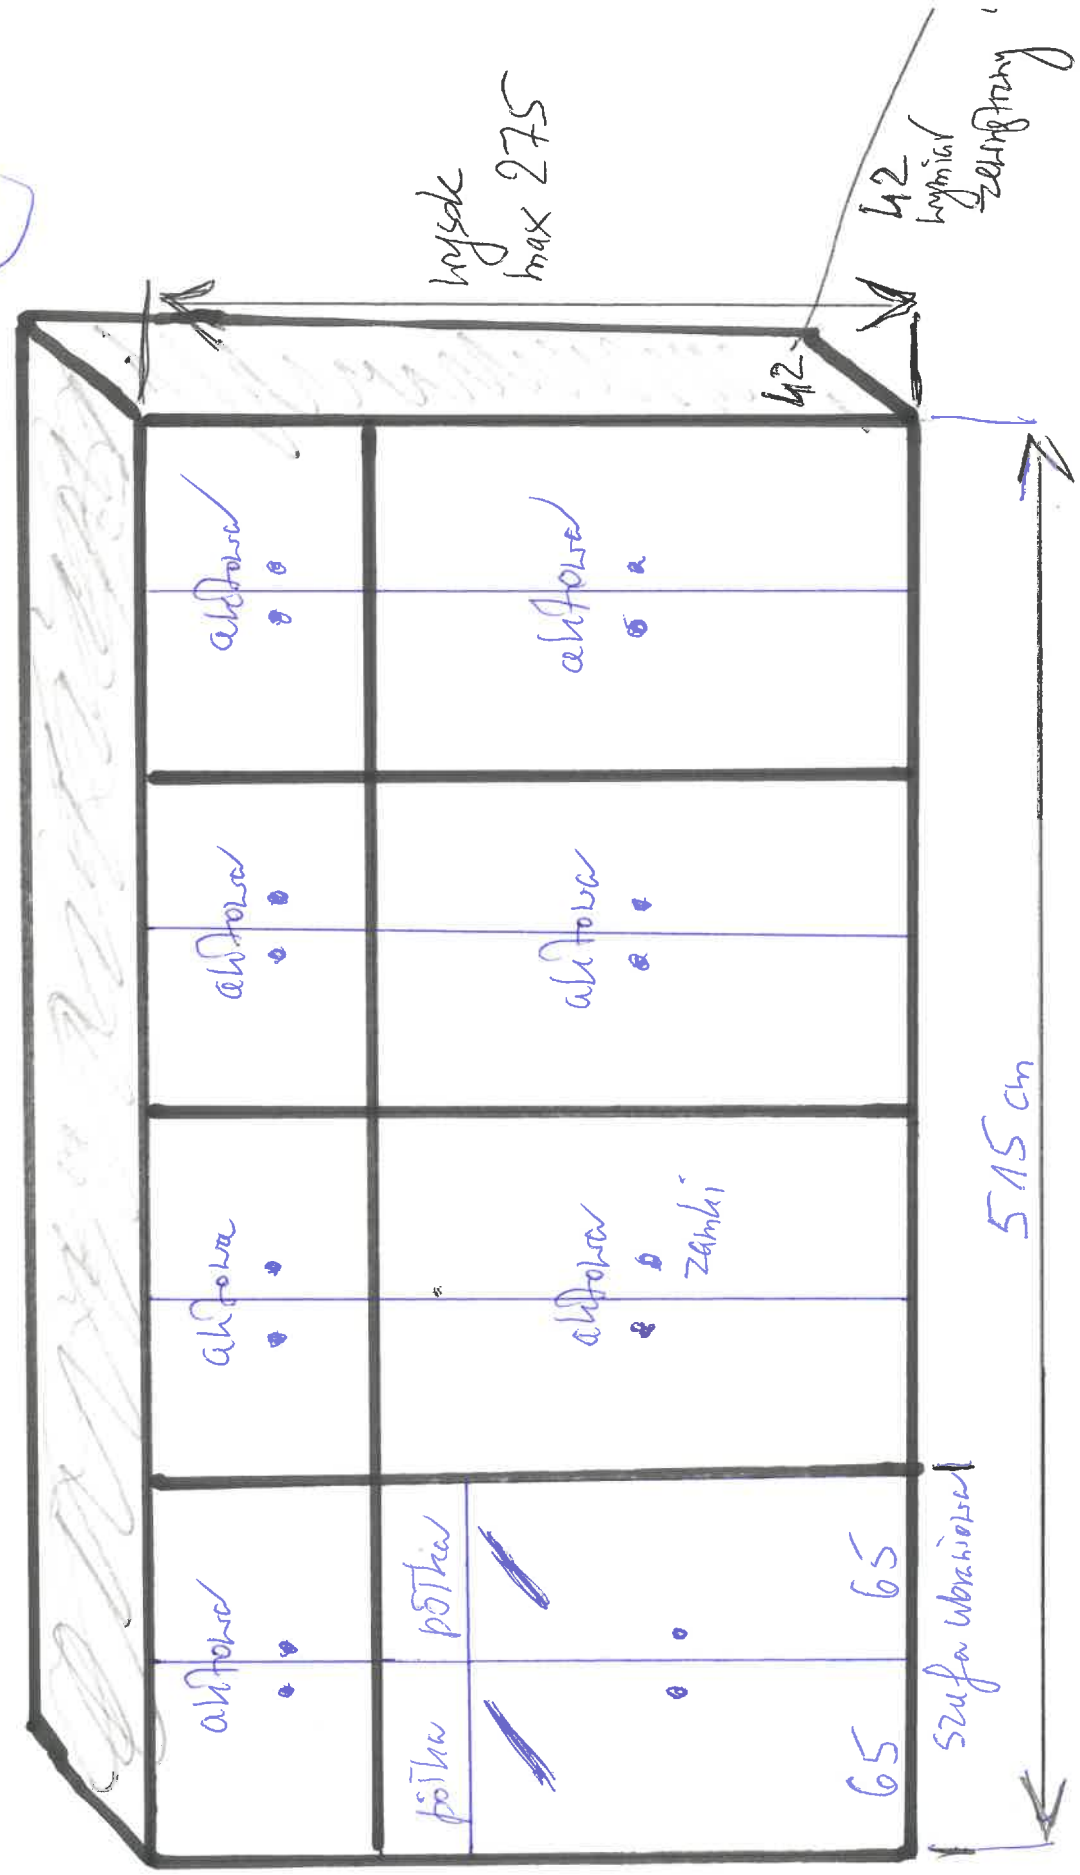 aktowa
aktowa
aktowa
aktowa
półka
półka
aktowa
aktowa
aktowa
zamki
65
65
szafa ubraniowa
515 cm
wysok
max 275
42
42
wymiar
zewnętrzny